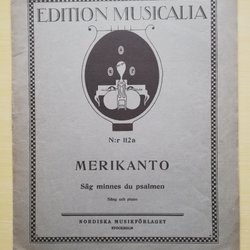 EDITION MUSICALIA
N:r 112a
MERIKANTO
Säg minnes du psalmen
Sång och piano
NORDISKA MUSIKFÖRLAGET
STOCKHOLM